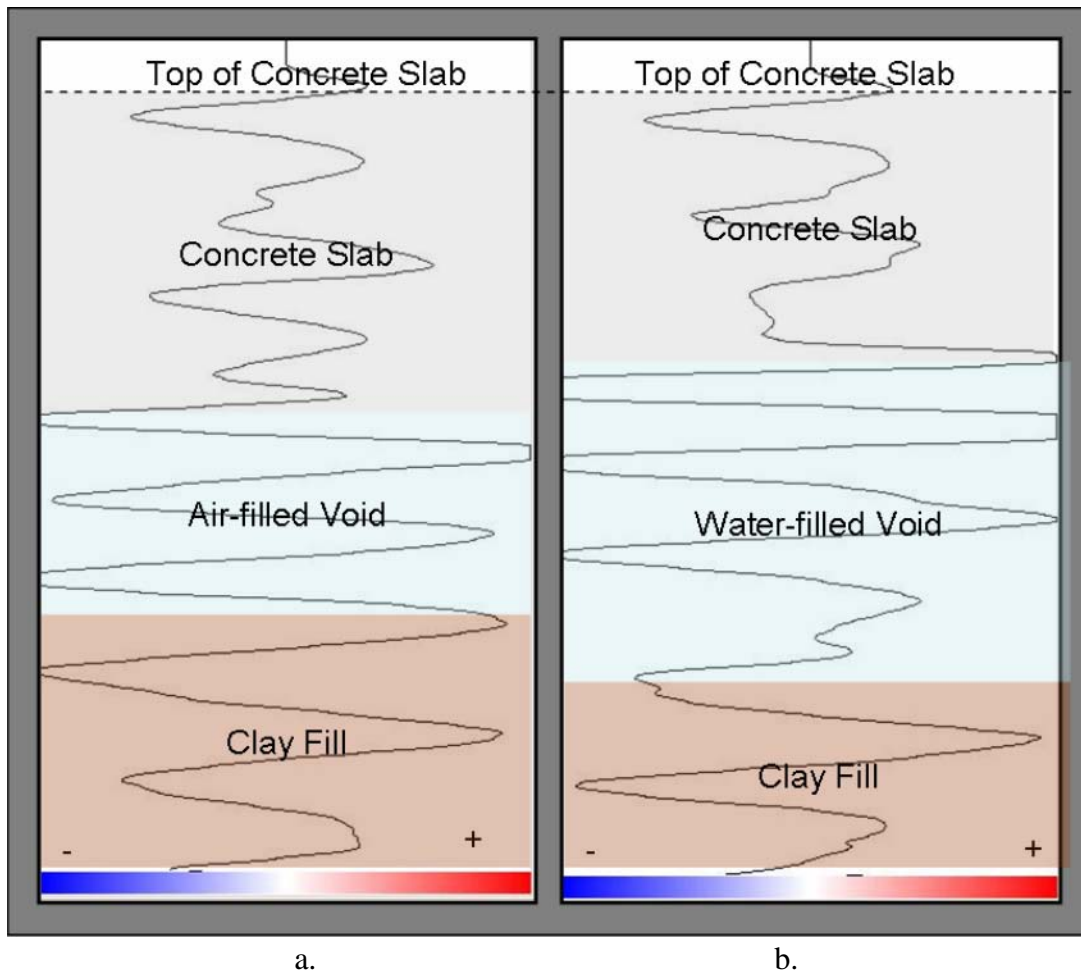 Top of Concrete Slab
Concrete Slab
Air-filled Void
Clay Fill
- +
a.
Top of Concrete Slab
Concrete Slab
Water-filled Void
Clay Fill
- +
b.